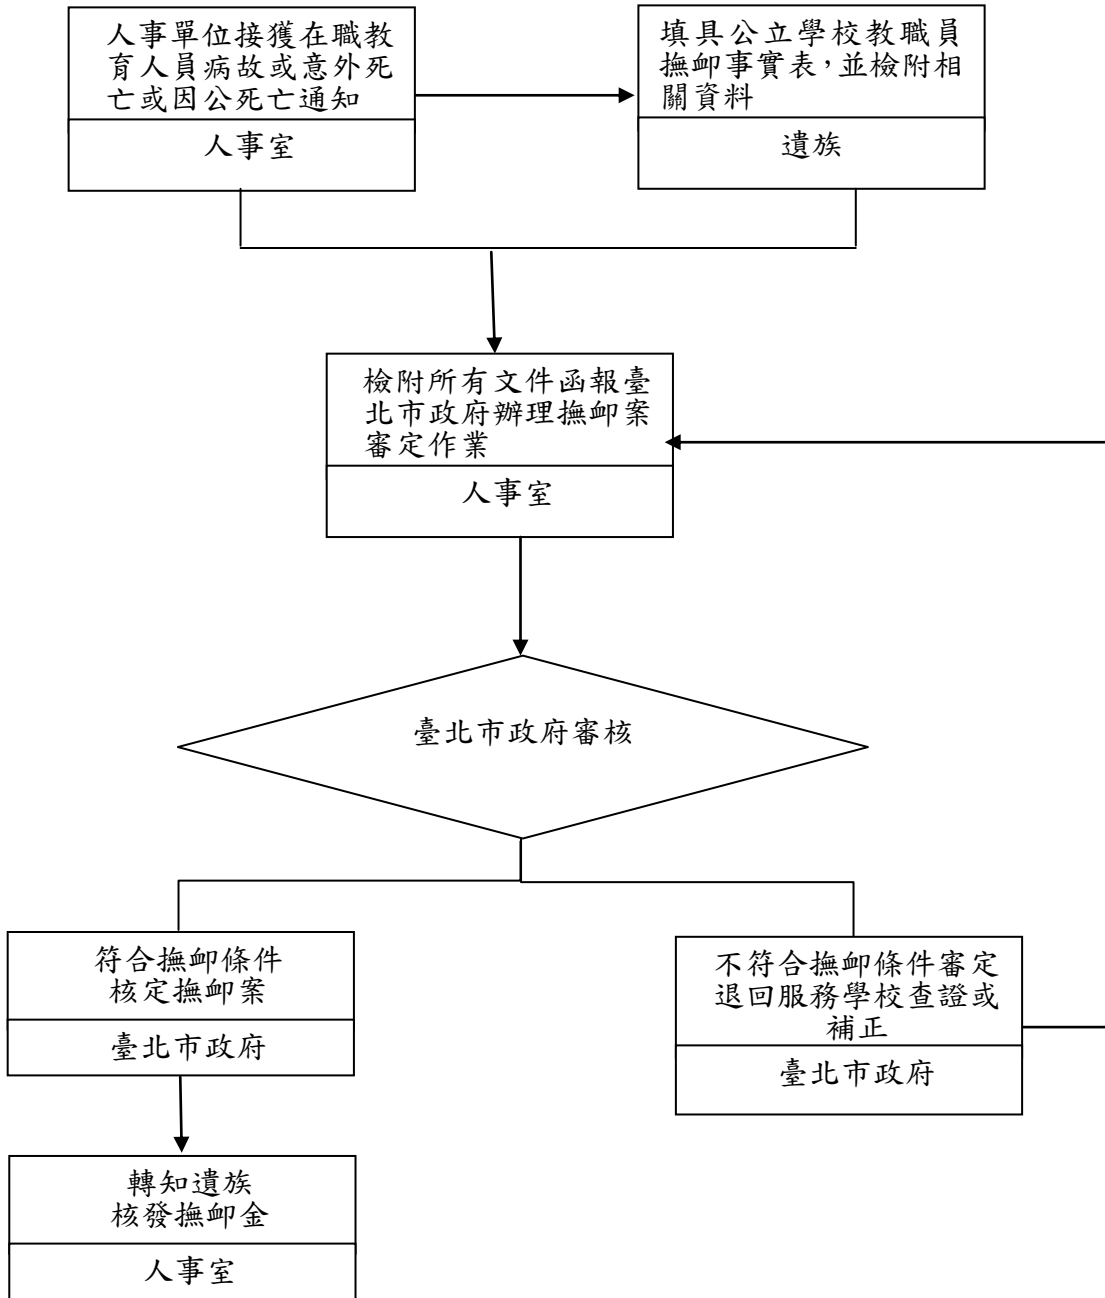 人事單位接獲在職教
育人員病故或意外死
亡或因公死亡通知
人事室
填具公立學校教職員
撫卹事實表，並檢附相
關資料
遺族
檢附所有文件函報臺
北市政府辦理撫卹案
審定作業
人事室
臺北市政府審核
符合撫卹條件
核定撫卹案
臺北市政府
不符合撫卹條件審定
退回服務學校查證或
補正
臺北市政府
轉知遺族
核發撫卹金
人事室